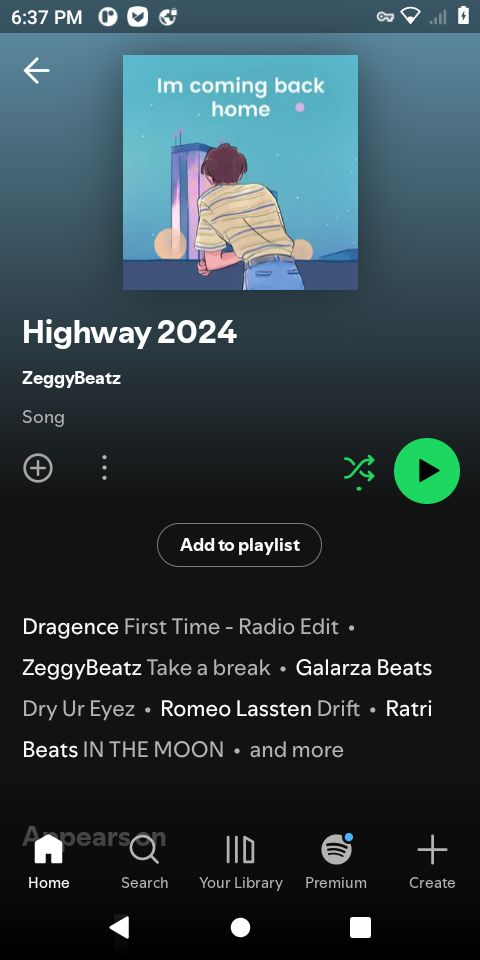 6:37 PM
Im coming back
home
Highway 2024
ZeggyBeatz
Song
Add to playlist
Dragence First Time - Radio Edit •
ZeggyBeatz Take a break • Galarza Beats
Dry Ur Eyez • Romeo Lassten Drift • Ratri
Beats IN THE MOON • and more
Appears on
Home Search Your Library Premium Create